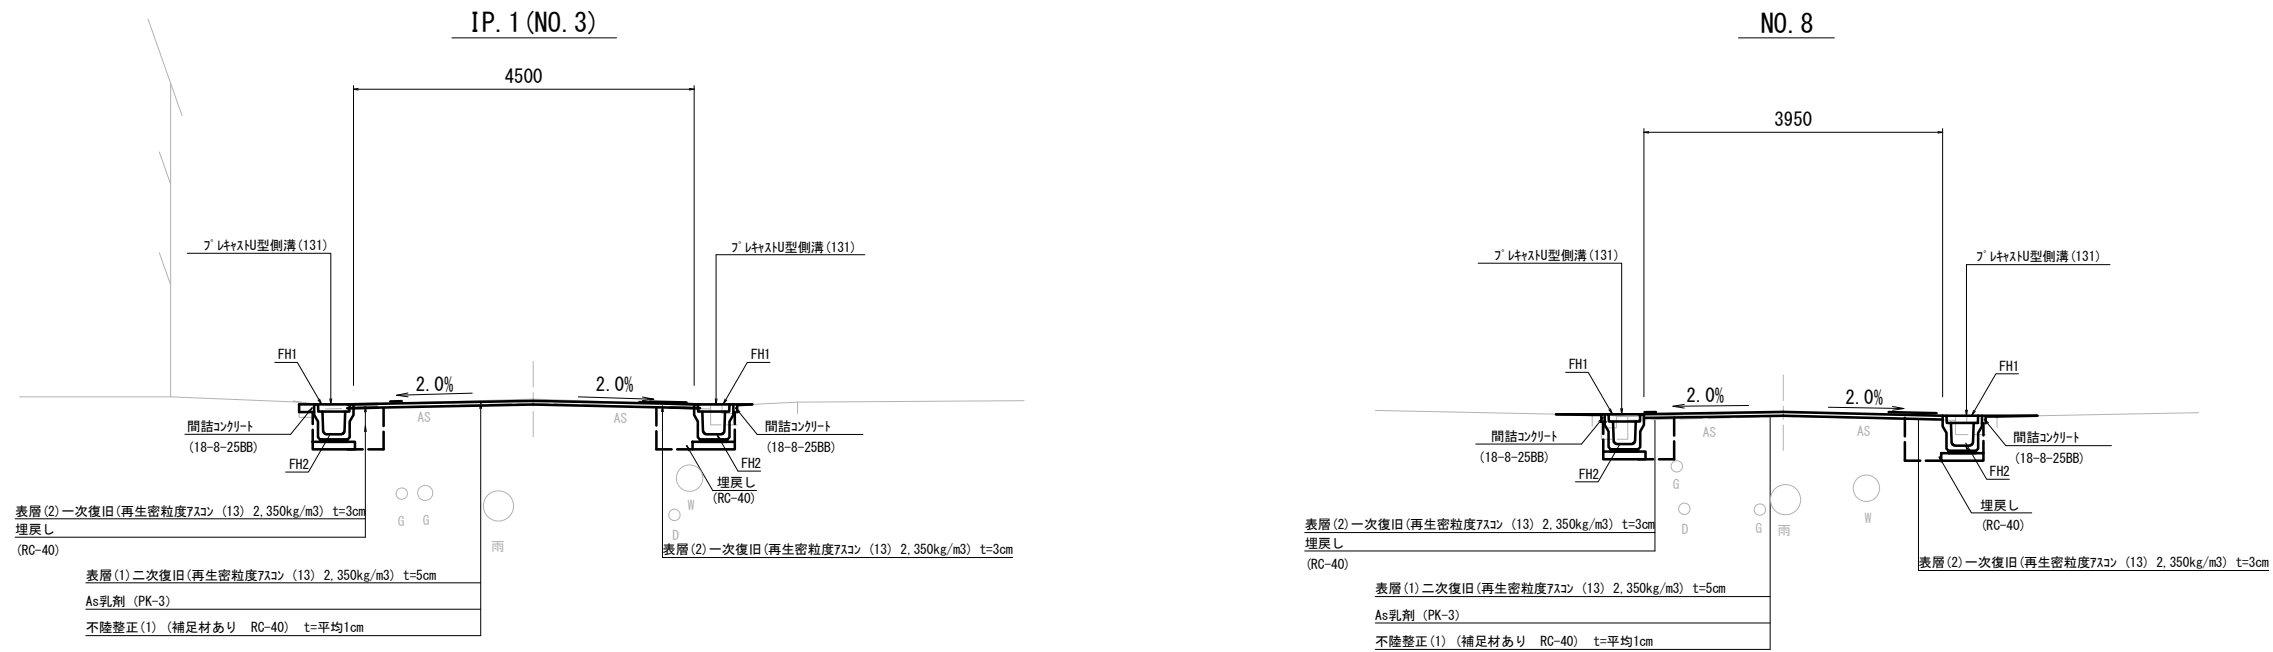 IP.1(NO.3)
4500
プレキャストU型側溝(131)
プレキャストU型側溝(131)
FH1
FH1
2.0%
2.0%
AS
AS
間詰コンクリート
(18-8-25BB)
間詰コンクリート
(18-8-25BB)
FH2
FH2
埋戻し
(RC-40)
W
G
G
D
雨
表層(2)一次復旧(再生密粒度アスコン (13) 2,350kg/m3) t=3cm
埋戻し
(RC-40)
表層(2)一次復旧(再生密粒度アスコン (13) 2,350kg/m3) t=3cm
表層(1)二次復旧(再生密粒度アスコン (13) 2,350kg/m3) t=5cm
As乳剤 (PK-3)
不陸整正(1) (補足材あり RC-40) t=平均1cm
NO.8
3950
プレキャストU型側溝(131)
プレキャストU型側溝(131)
FH1
FH1
2.0%
2.0%
AS
AS
間詰コンクリート
(18-8-25BB)
間詰コンクリート
(18-8-25BB)
FH2
FH2
G
D
G
雨
W
埋戻し
(RC-40)
表層(2)一次復旧(再生密粒度アスコン (13) 2,350kg/m3) t=3cm
埋戻し
(RC-40)
表層(2)一次復旧(再生密粒度アスコン (13) 2,350kg/m3) t=3cm
表層(1)二次復旧(再生密粒度アスコン (13) 2,350kg/m3) t=5cm
As乳剤 (PK-3)
不陸整正(1) (補足材あり RC-40) t=平均1cm